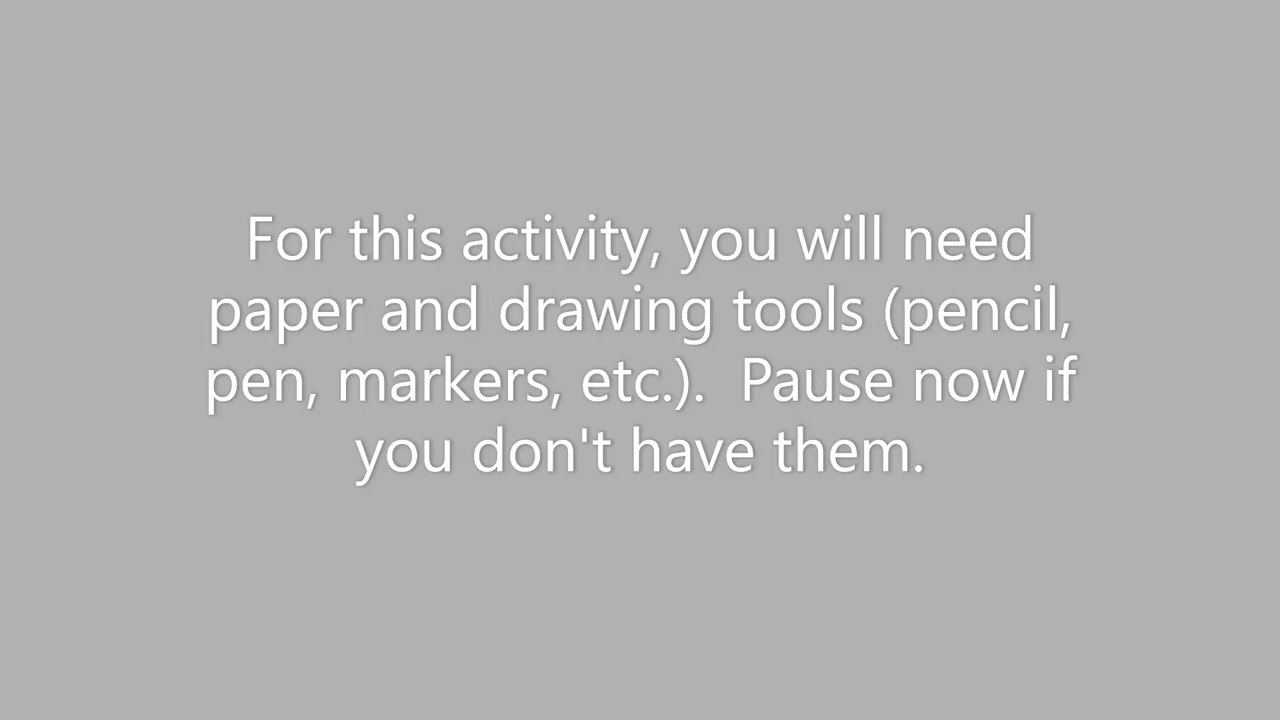 For this activity, you will need
paper and drawing tools (pencil,
pen, markers, etc.).  Pause now if
you don't have them.